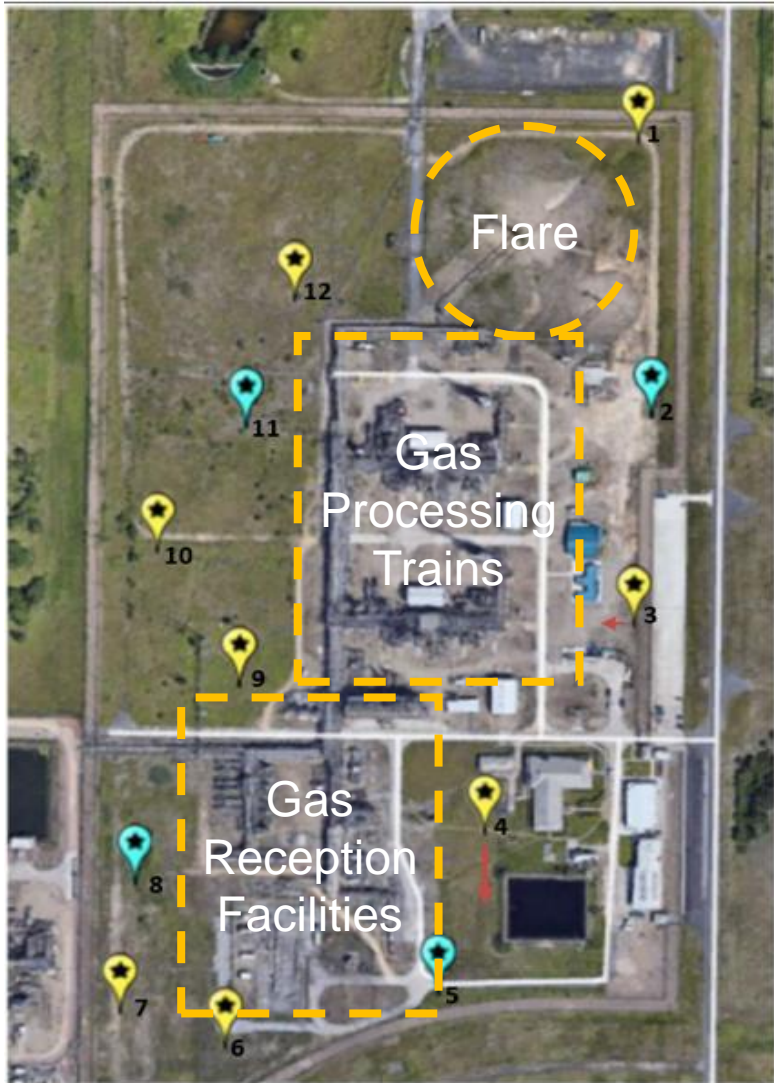 1
Flare
12
2
11
Gas
Processing
Trains
10
3
9
Gas
Reception
Facilities
4
8
5
7
6